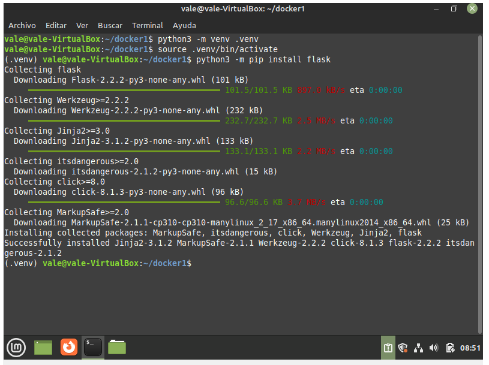 vale@vale-VirtualBox: ~/docker1
Archivo Editar Ver Buscar Terminal Ayuda
vale@vale-VirtualBox:~/docker1$ python3 -m venv .venv
vale@vale-VirtualBox:~/docker1$ source .venv/bin/activate
(.venv) vale@vale-VirtualBox:~/docker1$ python3 -m pip install flask
Collecting flask
Downloading Flask-2.2.2-py3-none-any.whl (101 kB)
101.5/101.5 KB eta 0:00:00
Collecting Werkzeug>=2.2.2
Downloading Werkzeug-2.2.2-py3-none-any.whl (232 kB)
232.7/232.7 KB eta 0:00:00
Collecting Jinja2>=3.0
Downloading Jinja2-3.1.2-py3-none-any.whl (133 kB)
133.1/133.1 KB eta 0:00:00
Collecting itsdangerous>=2.0
Downloading itsdangerous-2.1.2-py3-none-any.whl (15 kB)
Collecting click>=8.0
Downloading click-8.1.3-py3-none-any.whl (96 kB)
96.6/96.6 KB eta 0:00:00
Collecting MarkupSafe>=2.0
Downloading MarkupSafe-2.1.1-cp310-cp310-manylinux_2_17_x86_64.manylinux2014_x86_64.whl (25 kB)
Installing collected packages: MarkupSafe, itsdangerous, click, Werkzeug, Jinja2, flask
Successfully installed Jinja2-3.1.2 MarkupSafe-2.1.1 Werkzeug-2.2.2 click-8.1.3 flask-2.2.2 itsdan
gerous-2.1.2
(.venv) vale@vale-VirtualBox:~/docker1$
08:51